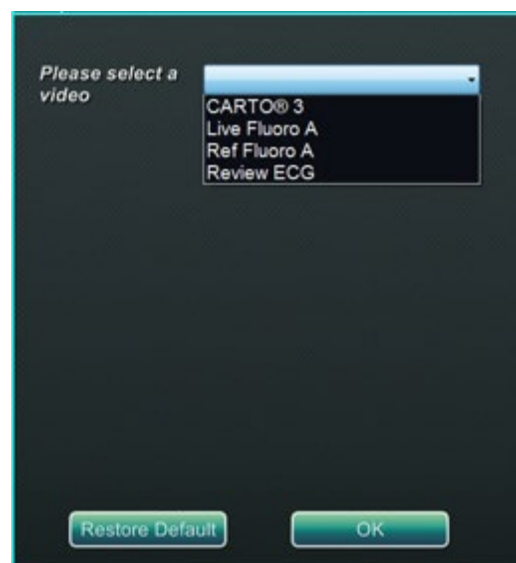 Please select a
video
CARTO® 3
Live Fluoro A
Ref Fluoro A
Review ECG
Restore Default
OK